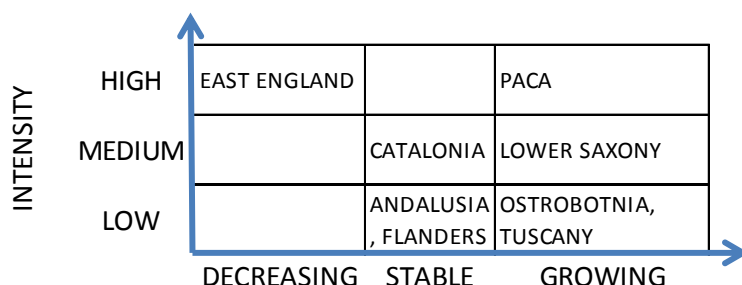 INTENSITY
HIGH
EAST ENGLAND
PACA
MEDIUM
CATALONIA
LOWER SAXONY
LOW
ANDALUSIA
, FLANDERS
OSTROBOTNIA,
TUSCANY
DECREASING
STABLE
GROWING